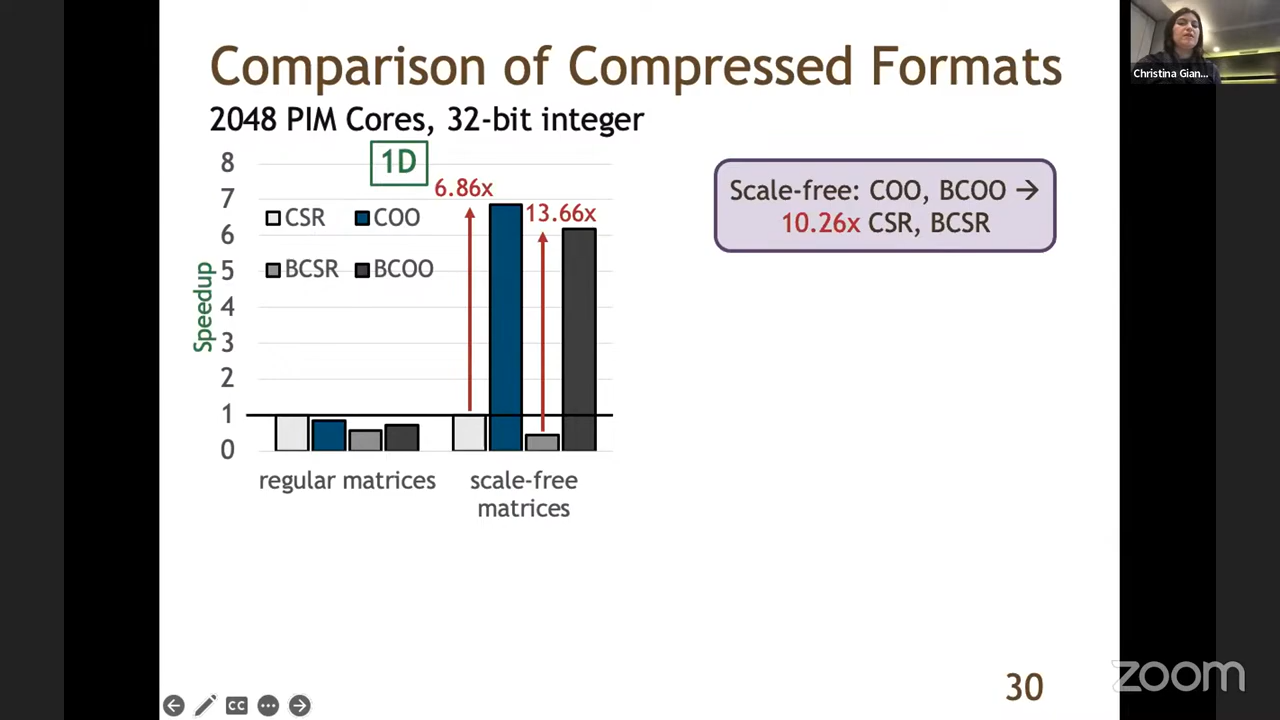 Comparison of Compressed Formats
2048 PIM Cores, 32-bit integer
1D
8
7
6
5
4
3
2
1
0
Speedup
CSR
COO
BCSR
BCOO
6.86x
13.66x
regular matrices
scale-free
matrices
Scale-free: COO, BCOO →
10.26x CSR, BCSR
Christina Gian...
CC
30
zoom